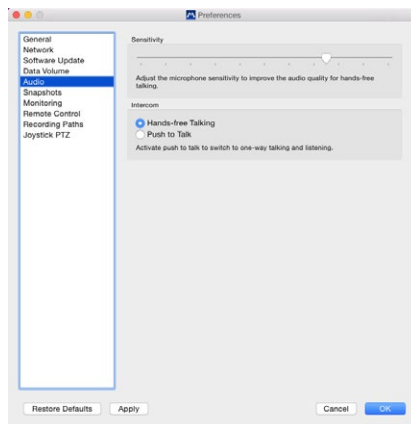 Preferences
General
Network
Software Update
Data Volume
Audio
Snapshots
Monitoring
Remote Control
Recording Paths
Joystick PTZ
Sensitivity
Adjust the microphone sensitivity to improve the audio quality for hands-free
talking.
Intercom
Hands-free Talking
Push to Talk
Activate push to talk to switch to one-way talking and listening.
Restore Defaults
Apply
Cancel
OK